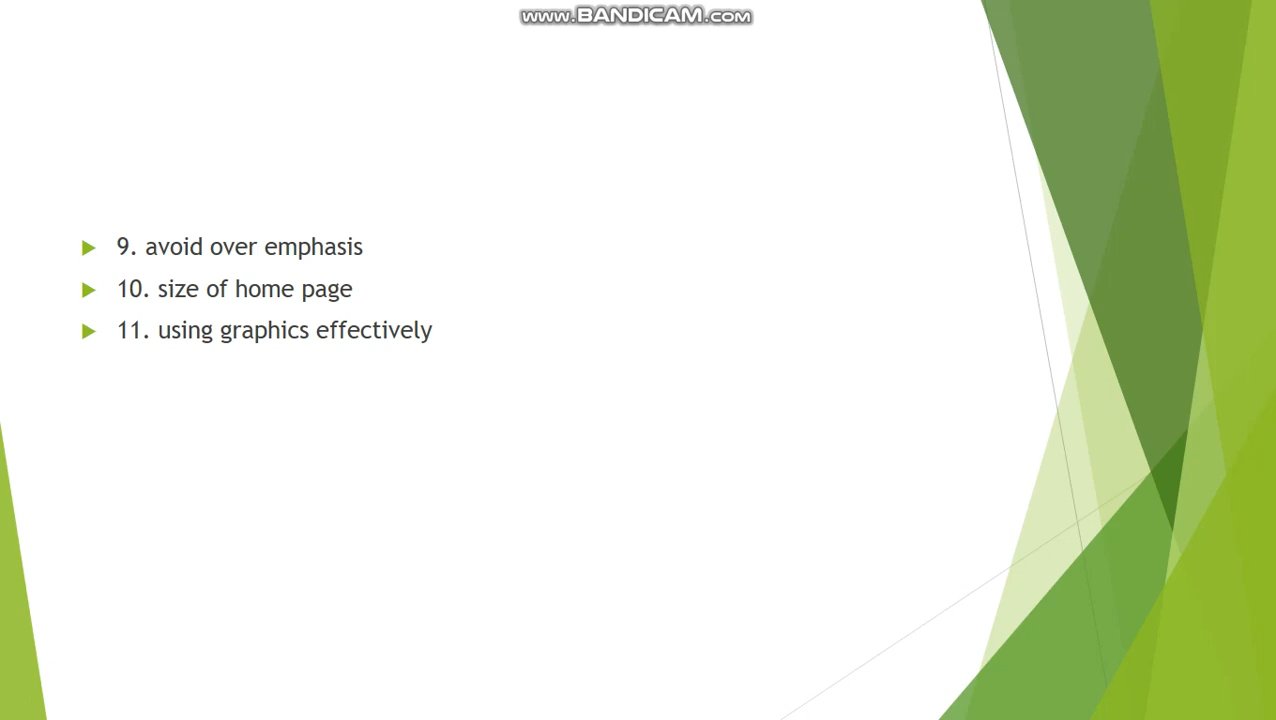 www.BANDICAM.com
9. avoid over emphasis
10. size of home page
11. using graphics effectively